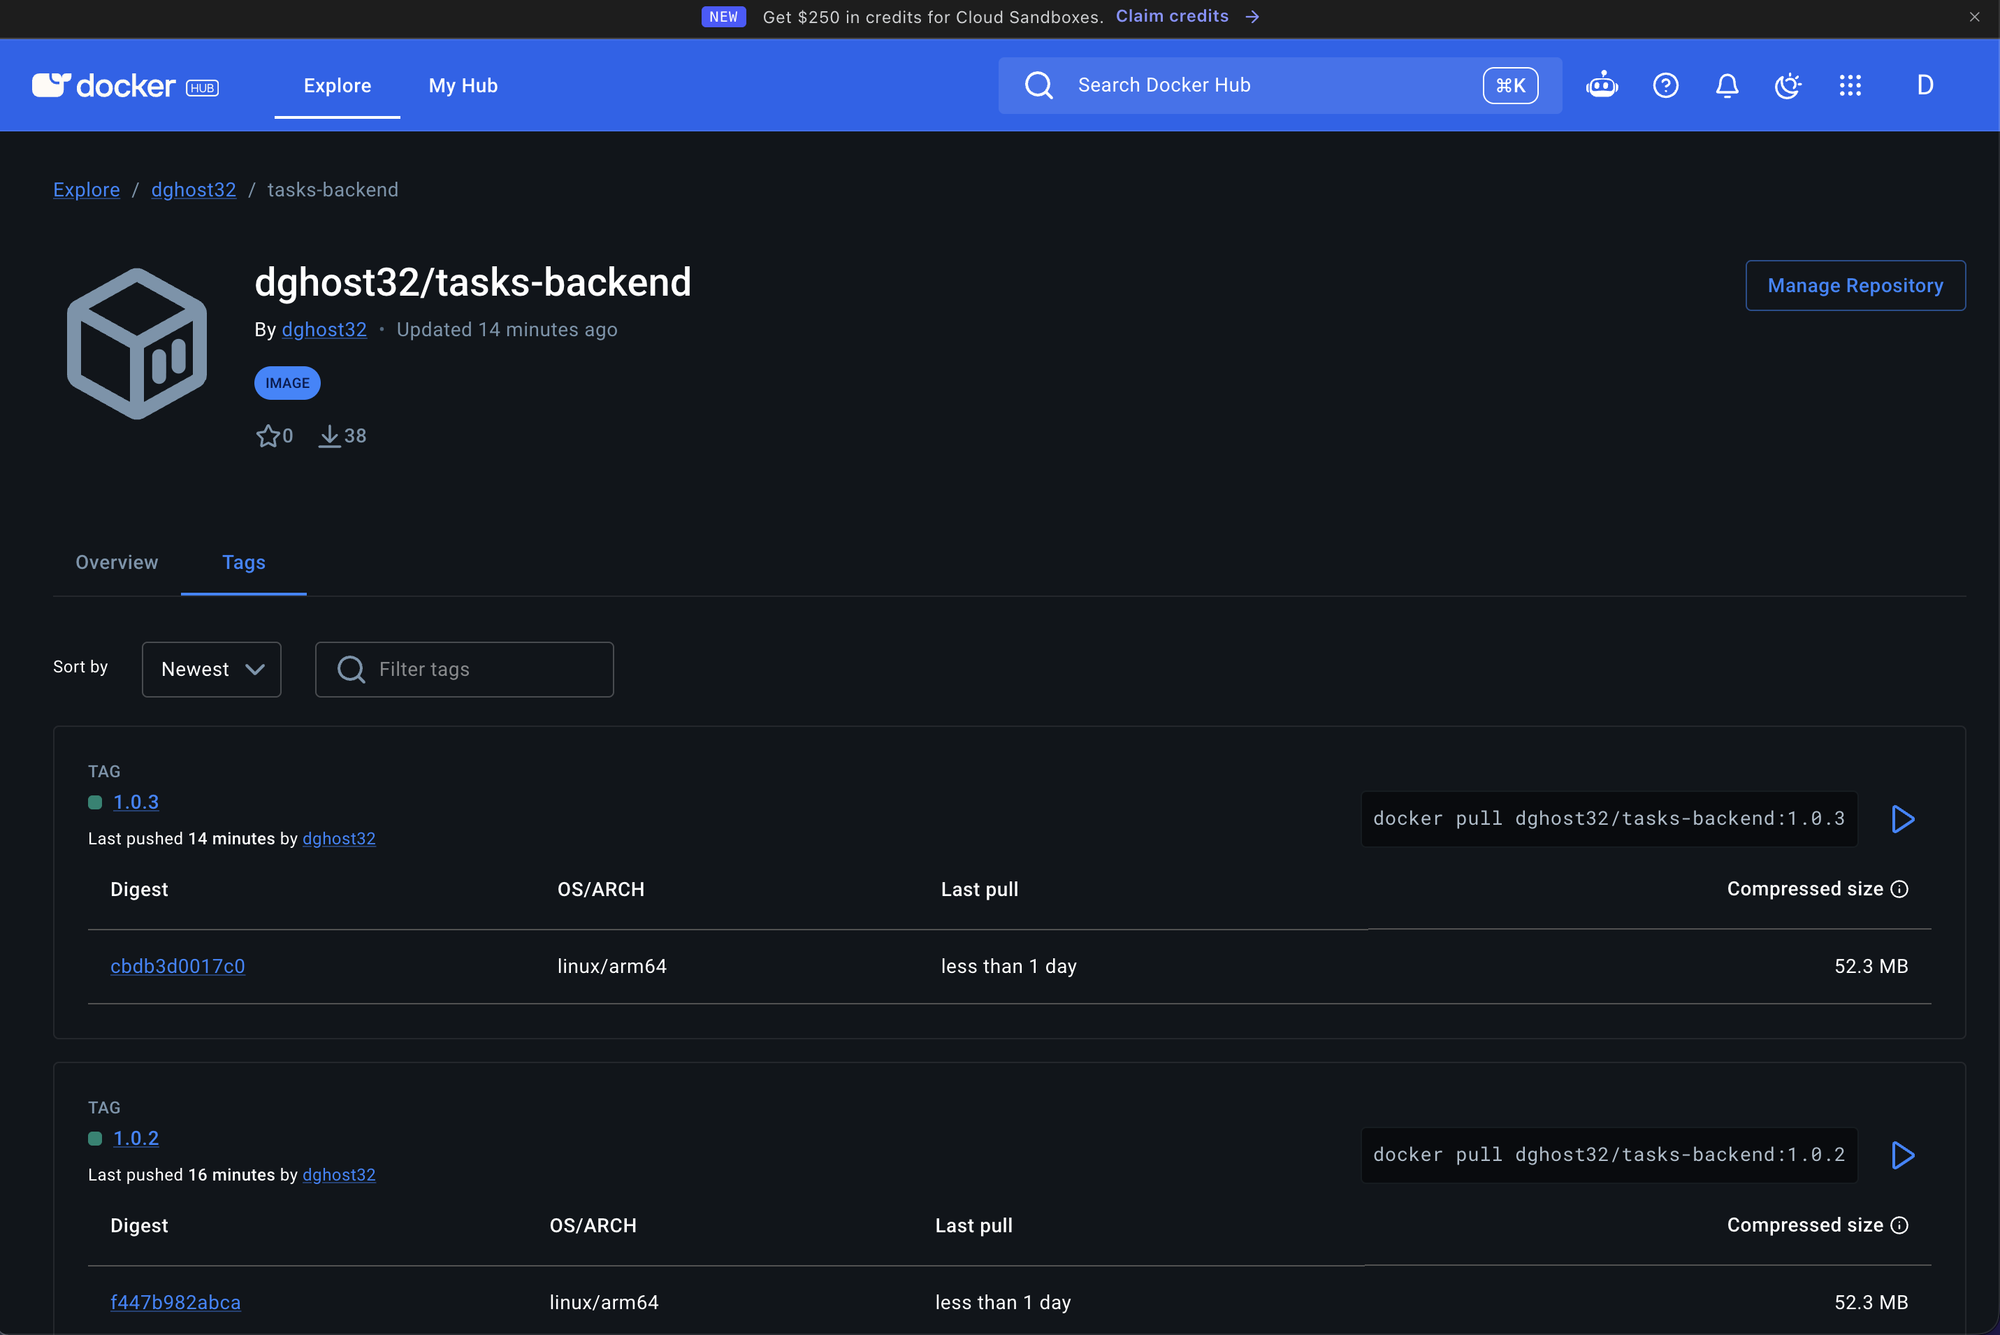 NEW Get $250 in credits for Cloud Sandboxes. Claim credits →
docker HUB Explore My Hub Search Docker Hub ⌘K D
Explore / dghost32 / tasks-backend
dghost32/tasks-backend
Manage Repository
By dghost32 • Updated 14 minutes ago
IMAGE
0 38
Overview Tags
Sort by Newest Filter tags
TAG
1.0.3
docker pull dghost32/tasks-backend:1.0.3
Last pushed 14 minutes by dghost32
Digest OS/ARCH Last pull Compressed size
cbdb3d0017c0 linux/arm64 less than 1 day 52.3 MB
TAG
1.0.2
docker pull dghost32/tasks-backend:1.0.2
Last pushed 16 minutes by dghost32
Digest OS/ARCH Last pull Compressed size
f447b982abca linux/arm64 less than 1 day 52.3 MB